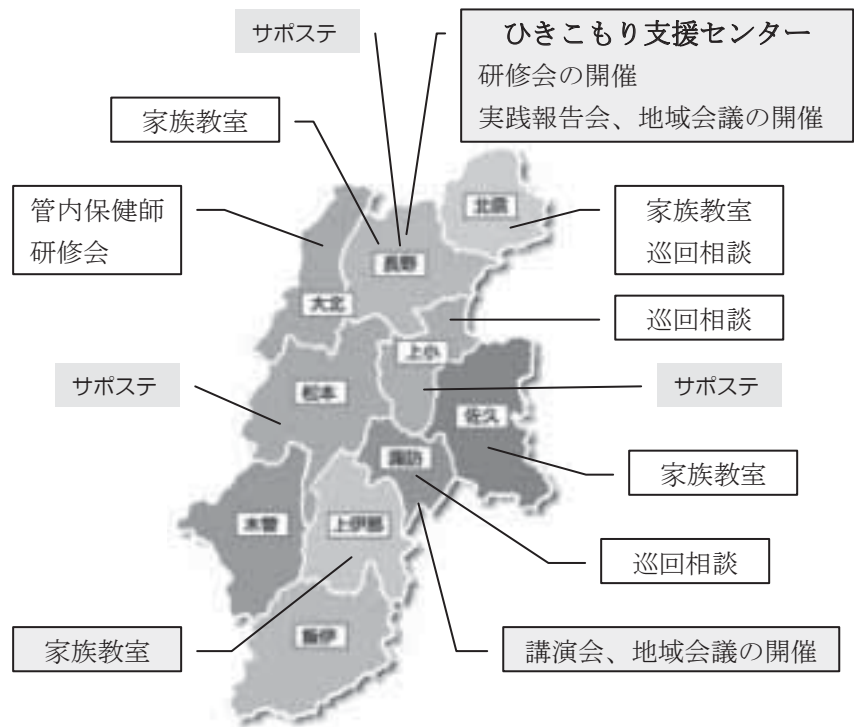 サポステ
ひきこもり支援センター
研修会の開催
実践報告会、地域会議の開催
家族教室
管内保健師
研修会
北信
家族教室
巡回相談
長野
大北
巡回相談
上小
サポステ
松本
サポステ
佐久
諏訪
家族教室
木曽
上伊那
巡回相談
家族教室
飯伊
講演会、地域会議の開催